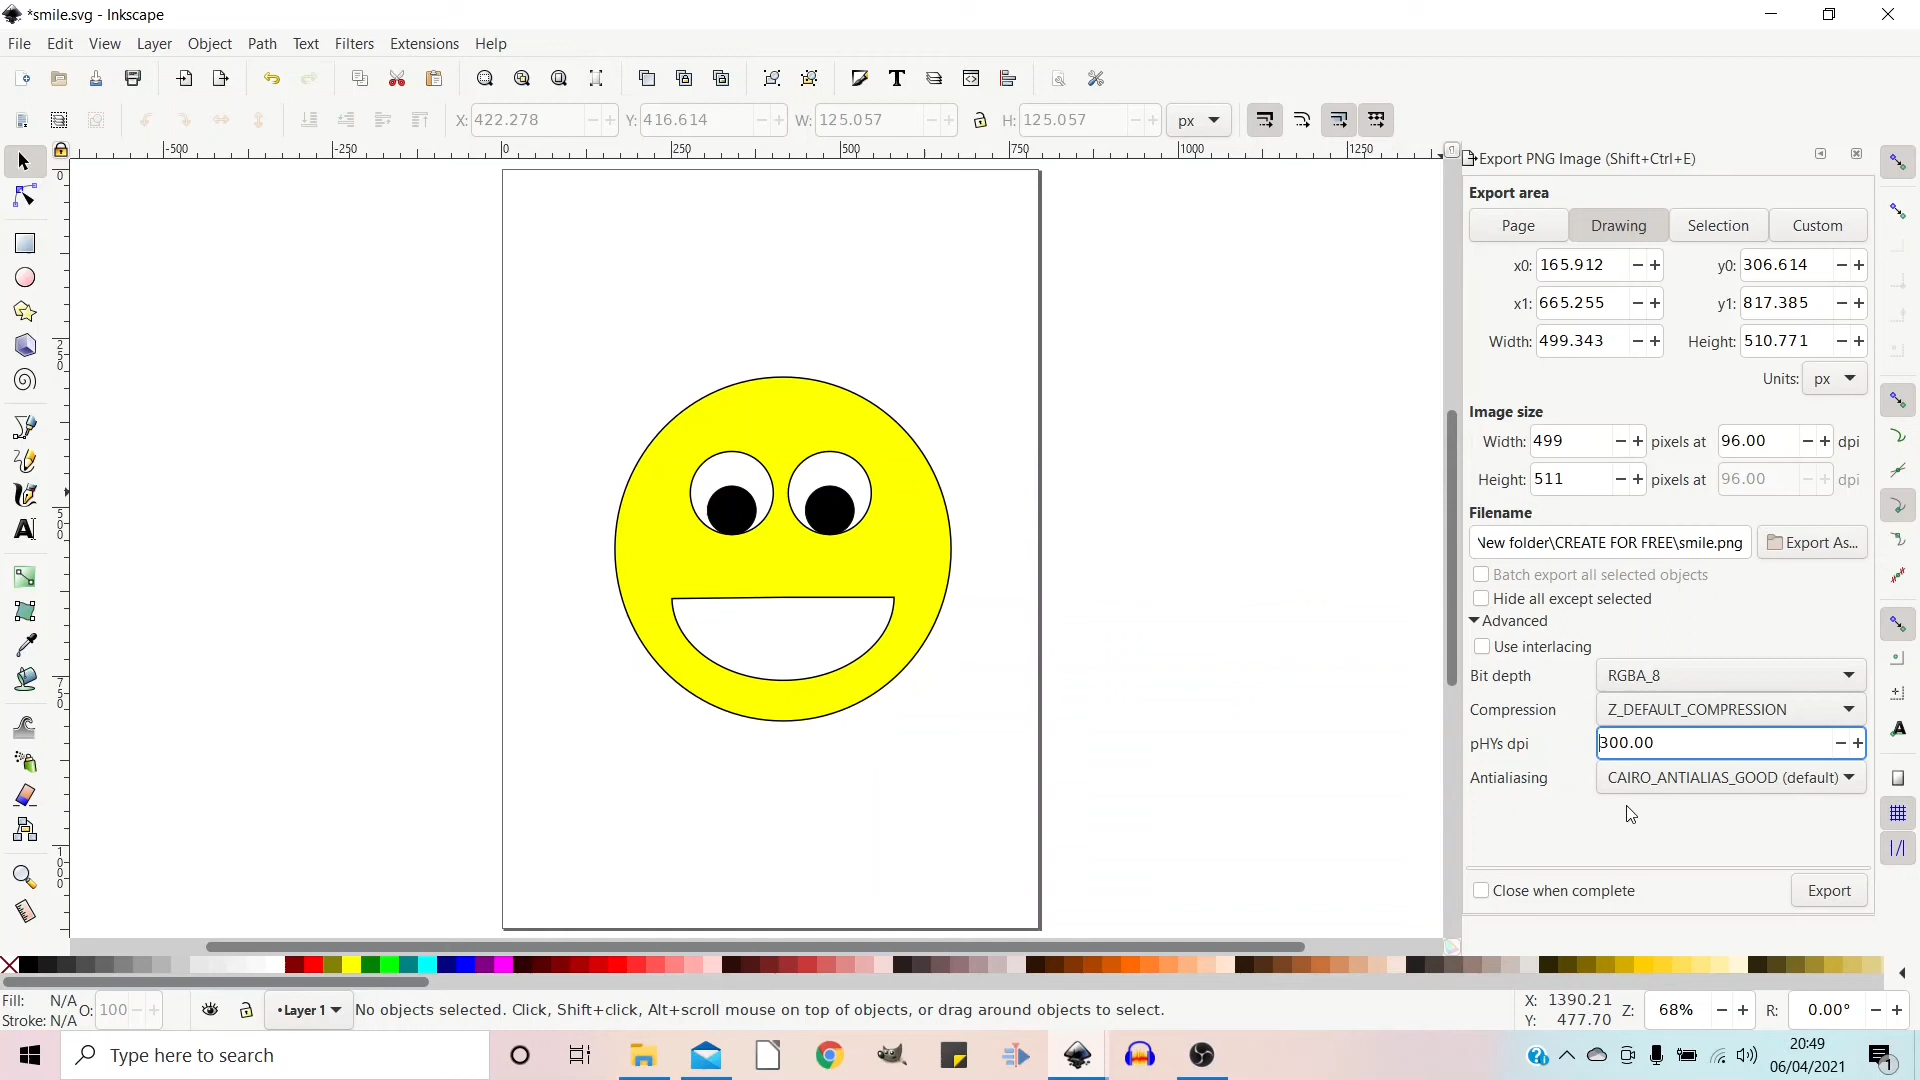 *smile.svg - Inkscape
File Edit View Layer Object Path Text Filters Extensions Help
X: 422.278 Y: 416.614 W: 125.057 H: 125.057 px
-500 -250 0 250 500 750 1000 1250
0
250
500
750
1000
Export PNG Image (Shift+Ctrl+E)
Export area
Page Drawing Selection Custom
x0: 165.912 y0: 306.614
x1: 665.255 y1: 817.385
Width: 499.343 Height: 510.771
Units: px
Image size
Width: 499 pixels at 96.00 dpi
Height: 511 pixels at 96.00 dpi
Filename
New folder\CREATE FOR FREE\smile.png Export As...
Batch export all selected objects
Hide all except selected
Advanced
Use interlacing
Bit depth RGBA_8
Compression Z_DEFAULT_COMPRESSION
pHYs dpi 300.00
Antialiasing CAIRO_ANTIALIAS_GOOD (default)
Close when complete Export
Fill: N/A
Stroke: N/A
O: 100
•Layer 1
No objects selected. Click, Shift+click, Alt+scroll mouse on top of objects, or drag around objects to select.
X: 1390.21
Y: 477.70
Z: 68% R: 0.00°
Type here to search
20:49
06/04/2021
1